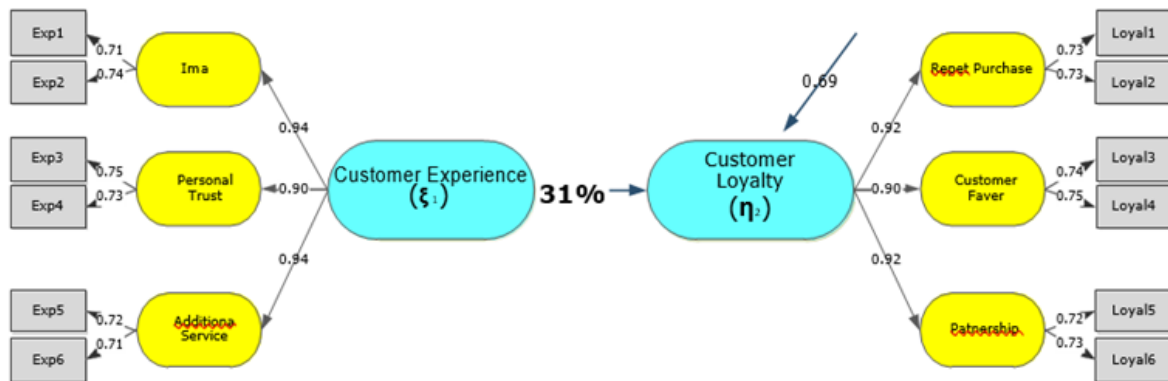 Exp1
0.71
Exp2
0.74
Ima
Exp3
0.75
Exp4
0.73
Personal
Trust
Exp5
0.72
Exp6
0.71
Additiona
Service
0.94
0.90
0.94
Customer Experience
(ξ1)
31%
0.69
Customer
Loyalty
(η2)
0.92
0.90
0.92
Repet Purchase
0.73
0.73
Loyal1
Loyal2
Customer
Faver
0.74
0.75
Loyal3
Loyal4
Patnership
0.72
0.73
Loyal5
Loyal6